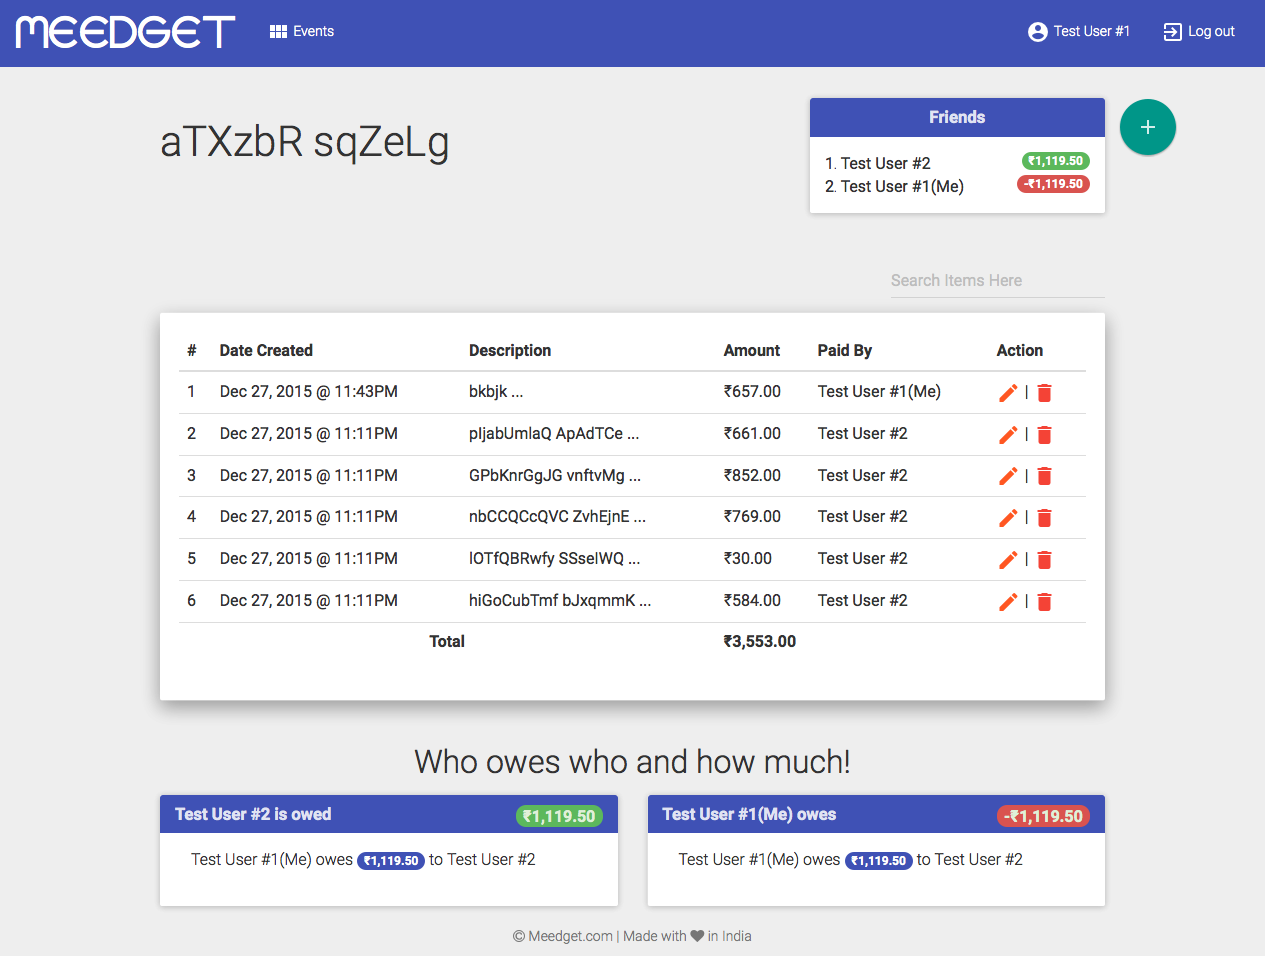 MEEDGET Events Test User #1 Log out
aTXzbR sqZeLg
Friends
1. Test User #2 ₹1,119.50
2. Test User #1(Me) -₹1,119.50
Search Items Here
# Date Created Description Amount Paid By Action
1 Dec 27, 2015 @ 11:43PM bkbjk ... ₹657.00 Test User #1(Me) |
2 Dec 27, 2015 @ 11:11PM pIjabUmlaQ ApAdTCe ... ₹661.00 Test User #2 |
3 Dec 27, 2015 @ 11:11PM GPbKnrGgJG vnftvMg ... ₹852.00 Test User #2 |
4 Dec 27, 2015 @ 11:11PM nbCCQCcQVC ZvhEjnE ... ₹769.00 Test User #2 |
5 Dec 27, 2015 @ 11:11PM lOTfQBRwfy SSselWQ ... ₹30.00 Test User #2 |
6 Dec 27, 2015 @ 11:11PM hiGoCubTmf bJxqmmK ... ₹584.00 Test User #2 |
Total ₹3,553.00
Who owes who and how much!
Test User #2 is owed ₹1,119.50
Test User #1(Me) owes ₹1,119.50 to Test User #2
Test User #1(Me) owes -₹1,119.50
Test User #1(Me) owes ₹1,119.50 to Test User #2
© Meedget.com | Made with ♥ in India